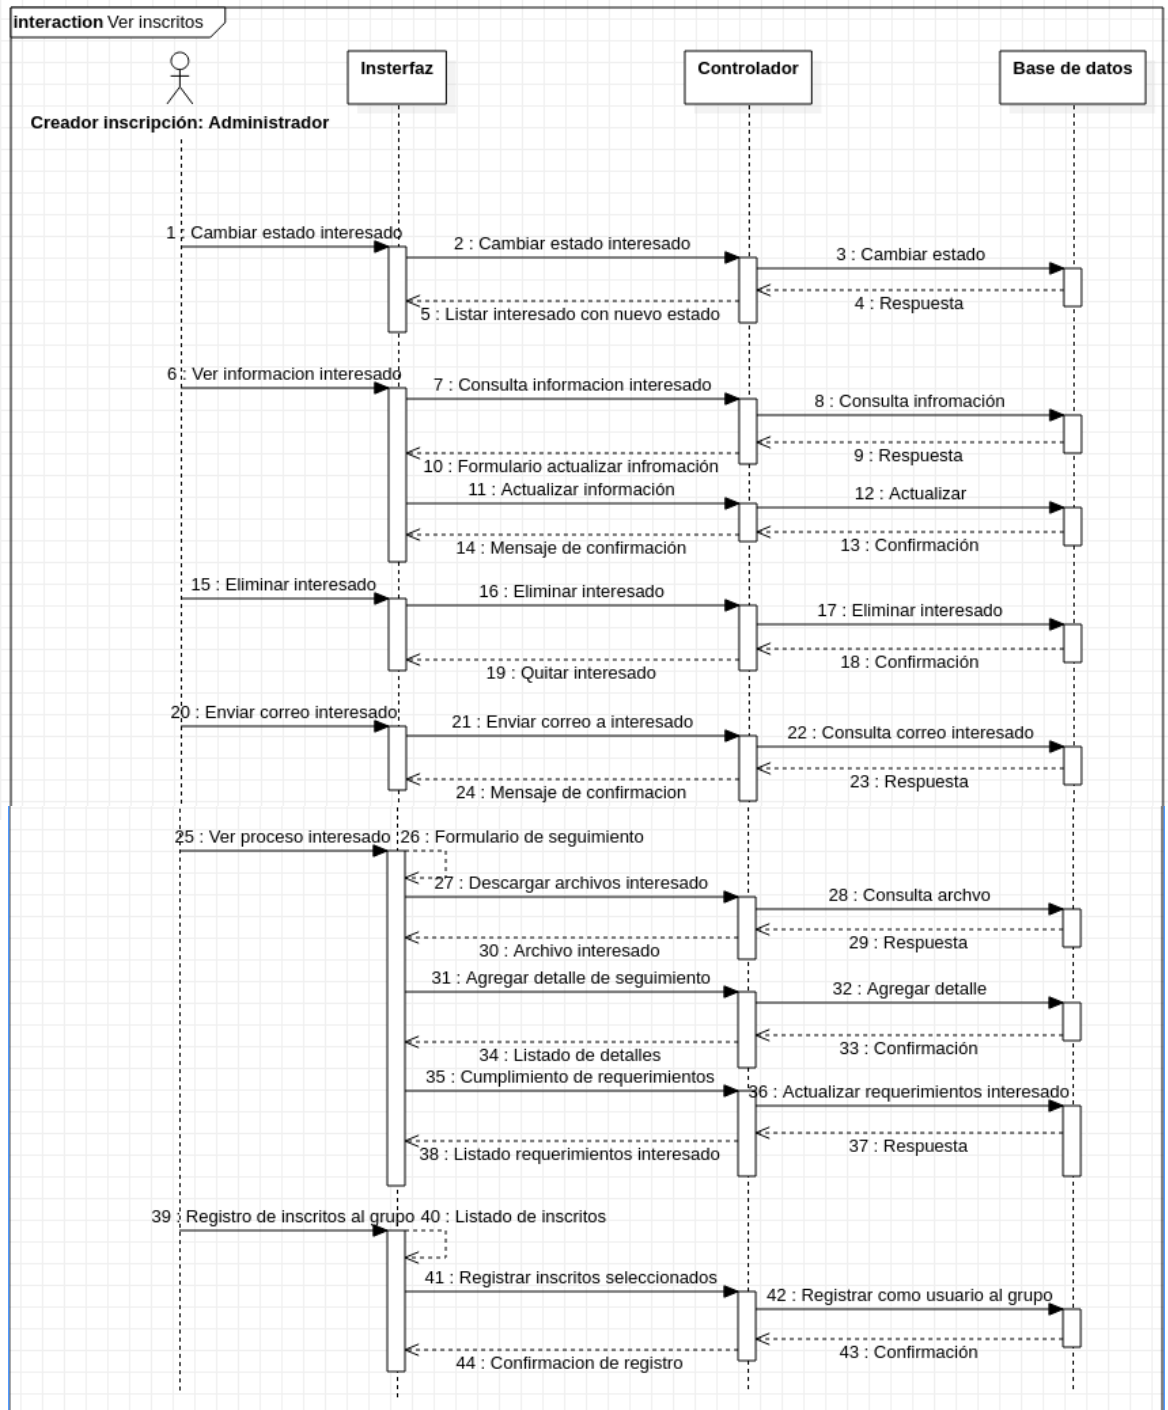 interaction Ver inscritos
Insterfaz
Controlador
Base de datos
Creador inscripción: Administrador
1 : Cambiar estado interesado
2 : Cambiar estado interesado
3 : Cambiar estado
4 : Respuesta
5 : Listar interesado con nuevo estado
6 : Ver informacion interesado
7 : Consulta informacion interesado
8 : Consulta infromación
9 : Respuesta
10 : Formulario actualizar infromación
11 : Actualizar información
12 : Actualizar
13 : Confirmación
14 : Mensaje de confirmación
15 : Eliminar interesado
16 : Eliminar interesado
17 : Eliminar interesado
18 : Confirmación
19 : Quitar interesado
20 : Enviar correo interesado
21 : Enviar correo a interesado
22 : Consulta correo interesado
23 : Respuesta
24 : Mensaje de confirmacion
25 : Ver proceso interesado
26 : Formulario de seguimiento
27 : Descargar archivos interesado
28 : Consulta archvo
29 : Respuesta
30 : Archivo interesado
31 : Agregar detalle de seguimiento
32 : Agregar detalle
33 : Confirmación
34 : Listado de detalles
35 : Cumplimiento de requerimientos
36 : Actualizar requerimientos interesado
37 : Respuesta
38 : Listado requerimientos interesado
39 : Registro de inscritos al grupo
40 : Listado de inscritos
41 : Registrar inscritos seleccionados
42 : Registrar como usuario al grupo
43 : Confirmación
44 : Confirmacion de registro